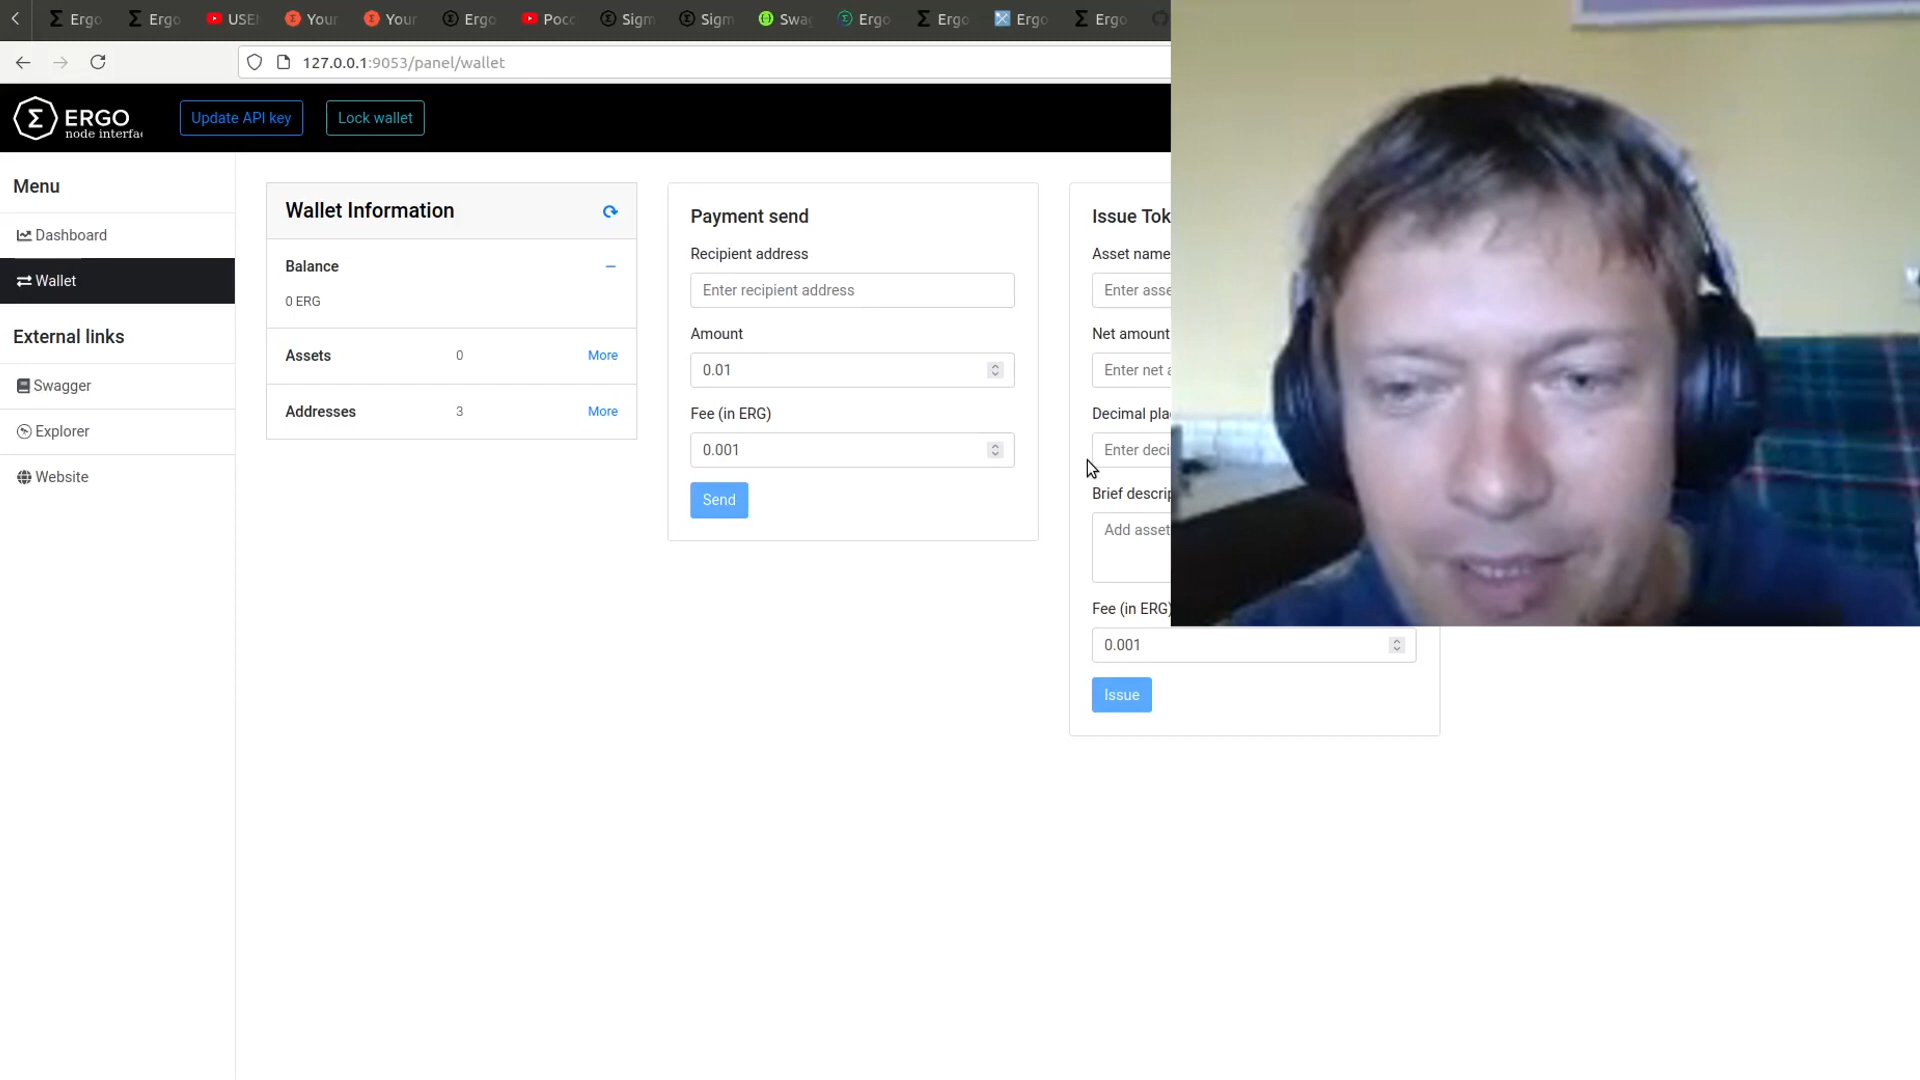 Ergo
Ergo
USE
Your
Your
Ergo
Poco
Sigm
Sigm
Swa
Ergo
Ergo
Ergo
Ergo
127.0.0.1:9053/panel/wallet
ERGO
node interfa
Update API key
Lock wallet
Menu
Dashboard
Wallet
External links
Swagger
Explorer
Website
Wallet Information
Balance
0 ERG
Assets 0 More
Addresses 3 More
Payment send
Recipient address
Enter recipient address
Amount
0.01
Fee (in ERG)
0.001
Send
Issue Tok
Asset name
Enter asse
Net amount
Enter net a
Decimal pla
Enter deci
Brief descrip
Add asset
Fee (in ERG)
0.001
Issue